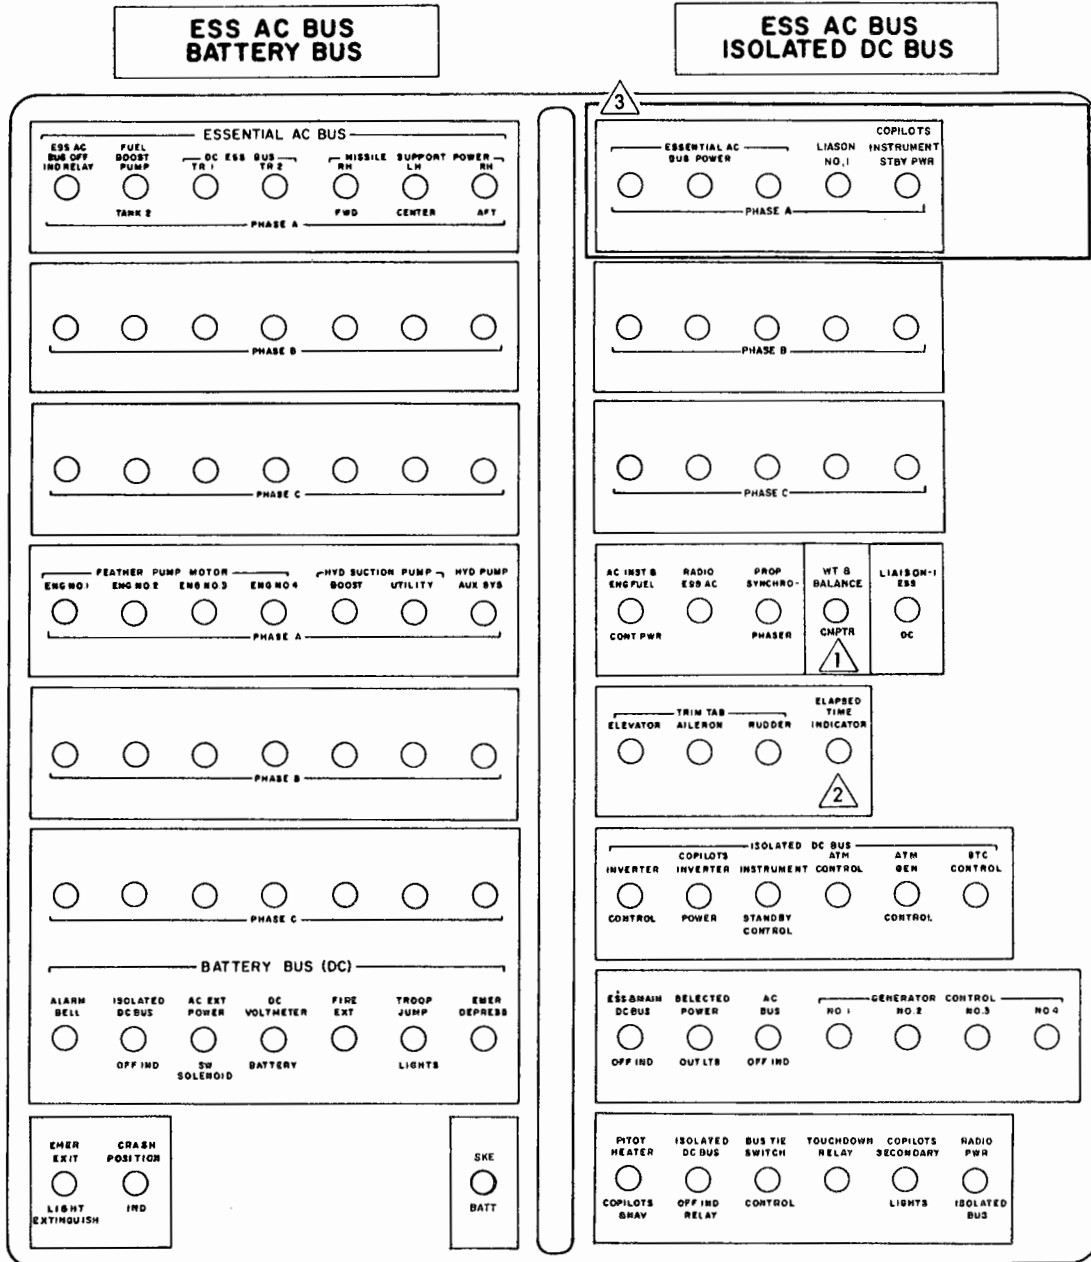 ESS AC BUS
BATTERY BUS
ESS AC BUS
ISOLATED DC BUS
ESSENTIAL AC BUS
ESS AC FUEL DC ESS BUS MISSILE SUPPORT POWER
BUS OFF BOOST TR 1 TR 2 RH LH RH
IND RELAY PUMP
TANK 2 FWD CENTER AFT
PHASE A
PHASE B
PHASE C
FEATHER PUMP MOTOR HYD SUCTION PUMP HYD PUMP
ENG NO.1 ENG NO.2 ENG NO.3 ENG NO.4 BOOST UTILITY AUX SYS
PHASE A
PHASE B
PHASE C
BATTERY BUS (DC)
ALARM ISOLATED AC EXT DC FIRE TROOP EMER
BELL DC BUS POWER VOLTMETER EXT JUMP DEPRESS
OFF IND SW BATTERY LIGHTS
SOLENOID
EMER CRASH
EXIT POSITION
LIGHT IND
EXTINGUISH
SKE
BATT
3
COPILOTS
ESSENTIAL AC LIASON INSTRUMENT
BUS POWER NO.1 STBY PWR
PHASE A
PHASE B
PHASE C
AC INST & RADIO PROP WT & LIAISON-1
ENG FUEL ESS AC SYNCHRO- BALANCE ESS
CONT PWR PHASER CMPTR DC
1
ELAPSED
TRIM TAB TIME
ELEVATOR AILERON RUDDER INDICATOR
2
ISOLATED DC BUS
COPILOTS ATM ATM BTC
INVERTER INVERTER INSTRUMENT CONTROL GEN CONTROL
CONTROL POWER STANDBY CONTROL
CONTROL
ESS & MAIN SELECTED AC GENERATOR CONTROL
DC BUS POWER BUS NO.1 NO.2 NO.3 NO.4
OFF IND OUT LTS OFF IND
PITOT ISOLATED BUS TIE TOUCHDOWN COPILOTS RADIO
HEATER DC BUS SWITCH RELAY SECONDARY PWR
COPILOTS OFF IND CONTROL LIGHTS ISOLATED
& NAV RELAY BUS